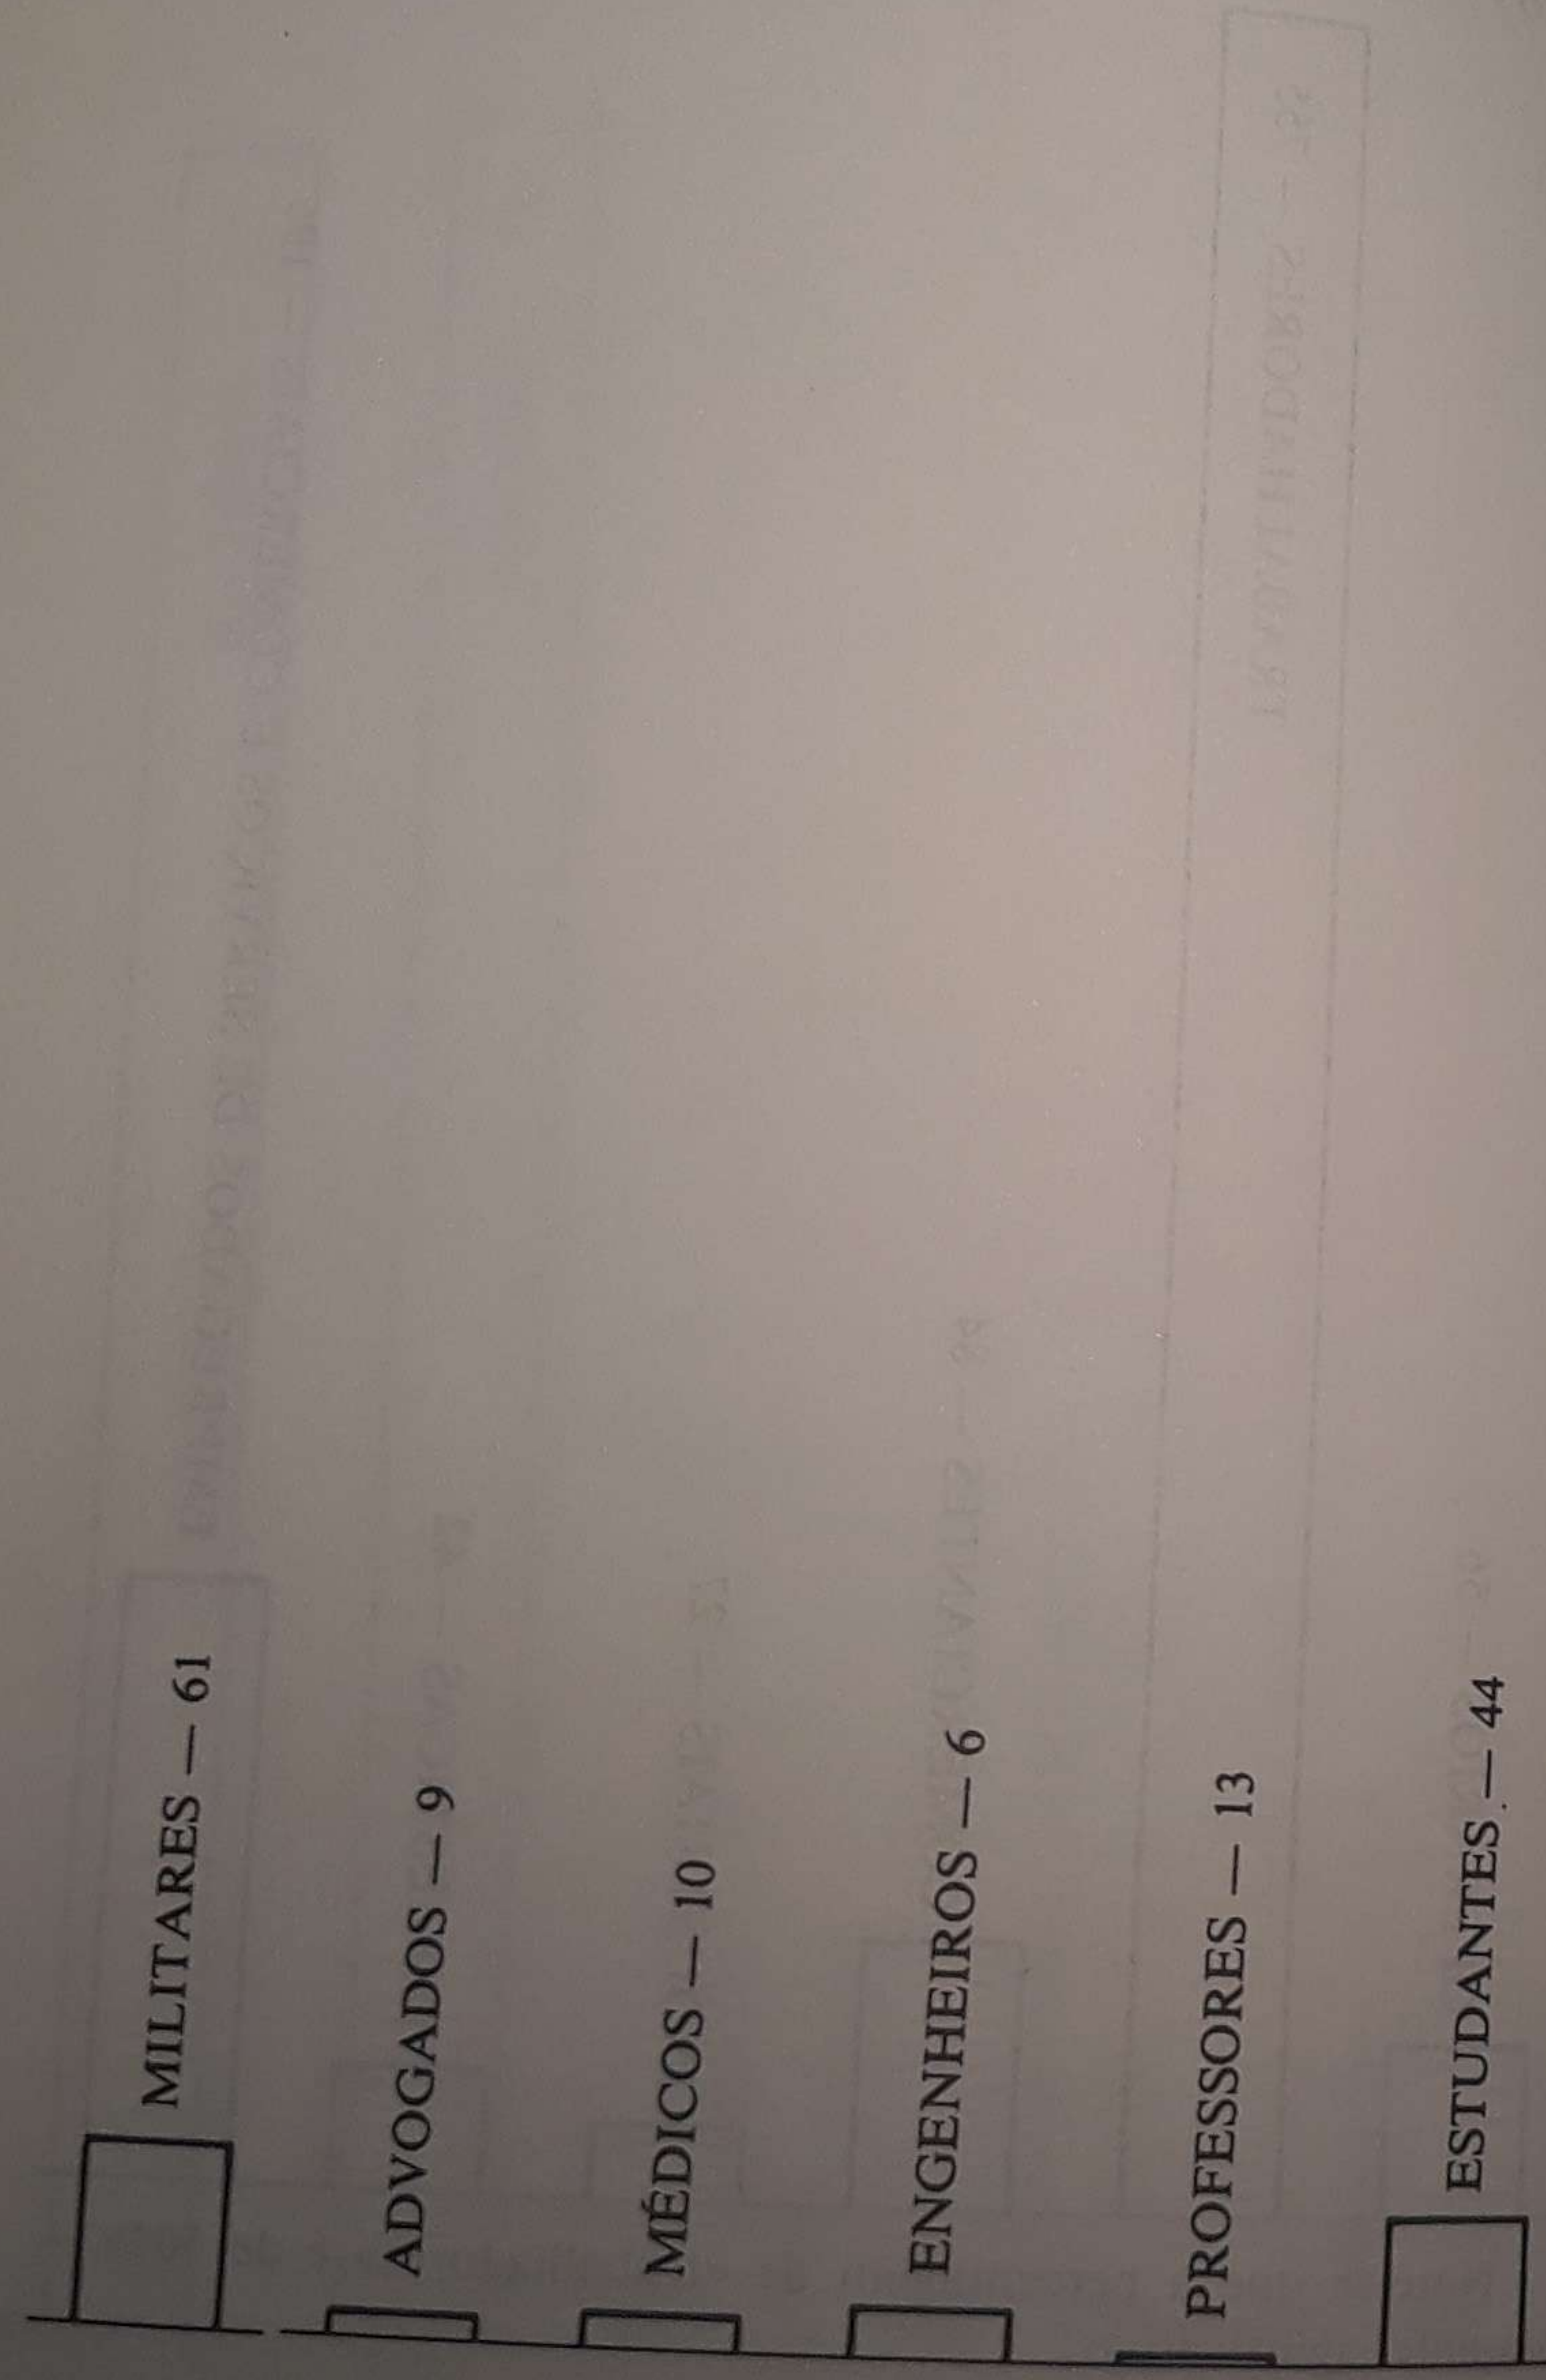 MILITARES — 61
ADVOGADOS — 9
MÉDICOS — 10
ENGENHEIROS — 6
PROFESSORES — 13
ESTUDANTES — 44